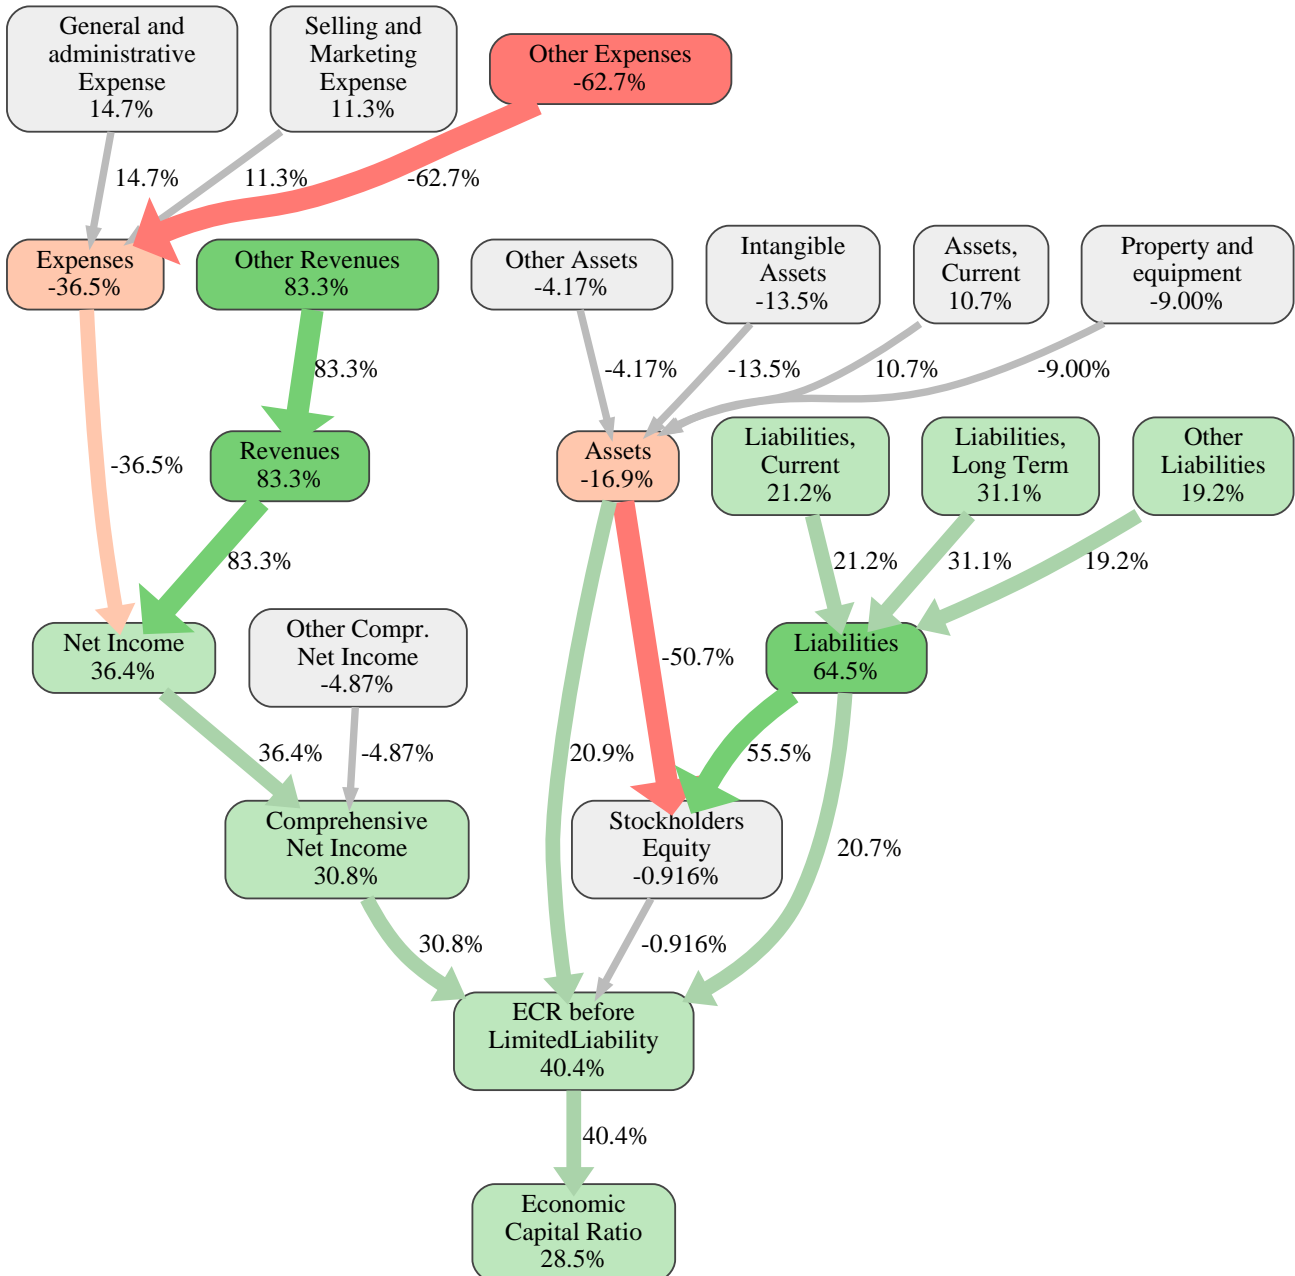 General and
administrative
Expense
14.7%
Selling and
Marketing
Expense
11.3%
Other Expenses
-62.7%
14.7%
11.3%
-62.7%
Expenses
-36.5%
Other Revenues
83.3%
Other Assets
-4.17%
Intangible
Assets
-13.5%
Assets,
Current
10.7%
Property and
equipment
-9.00%
83.3%
-4.17%
-13.5%
10.7%
-9.00%
-36.5%
Revenues
83.3%
Assets
-16.9%
Liabilities,
Current
21.2%
Liabilities,
Long Term
31.1%
Other
Liabilities
19.2%
83.3%
21.2%
31.1%
19.2%
Net Income
36.4%
Other Compr.
Net Income
-4.87%
-50.7%
Liabilities
64.5%
36.4%
-4.87%
20.9%
55.5%
Comprehensive
Net Income
30.8%
Stockholders
Equity
-0.916%
20.7%
30.8%
-0.916%
ECR before
LimitedLiability
40.4%
40.4%
Economic
Capital Ratio
28.5%